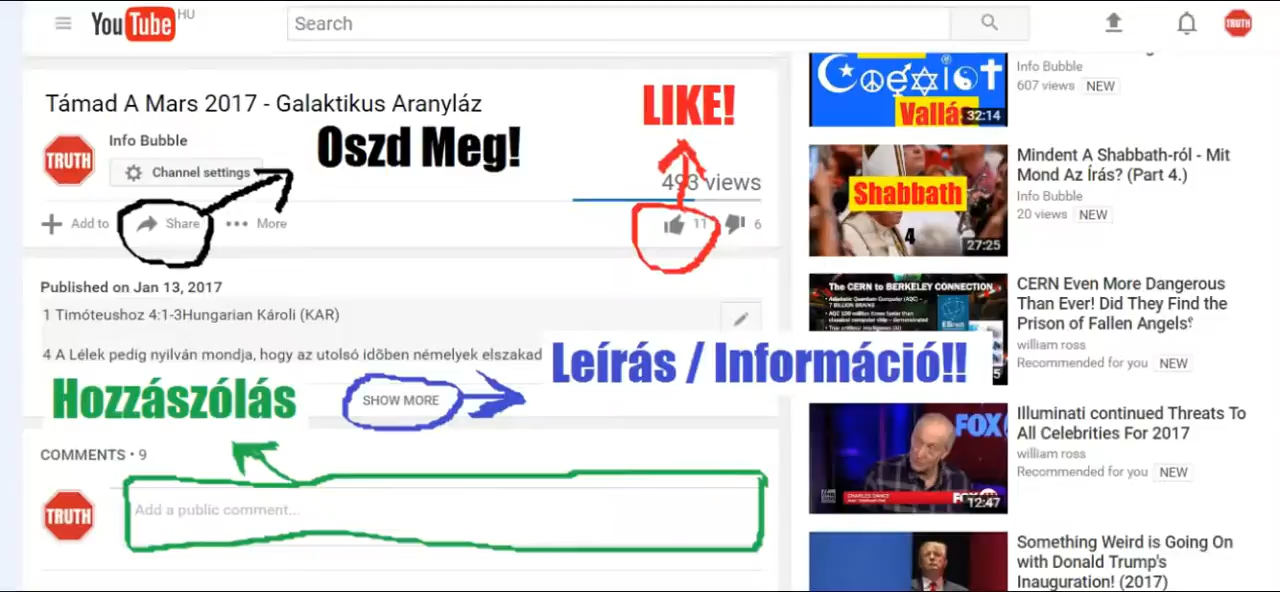 YouTube HU
Search
TRUTH
Támad A Mars 2017 - Galaktikus Aranyláz
TRUTH
Info Bubble
Channel settings
Oszd Meg!
LIKE!
493 views
Add to
Share
More
11
6
Published on Jan 13, 2017
1 Timóteushoz 4:1-3Hungarian Károli (KAR)
4 A Lélek pedig nyilván mondja, hogy az utolsó idõben némelyek elszakad
Leírás / Információ!!
Hozzászólás
SHOW MORE
COMMENTS • 9
TRUTH
Add a public comment...
Coexist
Vallás
32:14
Info Bubble
607 views NEW
Shabbath
4
27:25
Mindent A Shabbath-ról - Mit
Mond Az Írás? (Part 4.)
Info Bubble
20 views NEW
The CERN to BERKELEY CONNECTION
CERN Even More Dangerous
Than Ever! Did They Find the
Prison of Fallen Angels?
william ross
Recommended for you NEW
FOX
CHARLES DANCE
12:47
Illuminati continued Threats To
All Celebrities For 2017
william ross
Recommended for you NEW
Something Weird is Going On
with Donald Trump's
Inauguration! (2017)